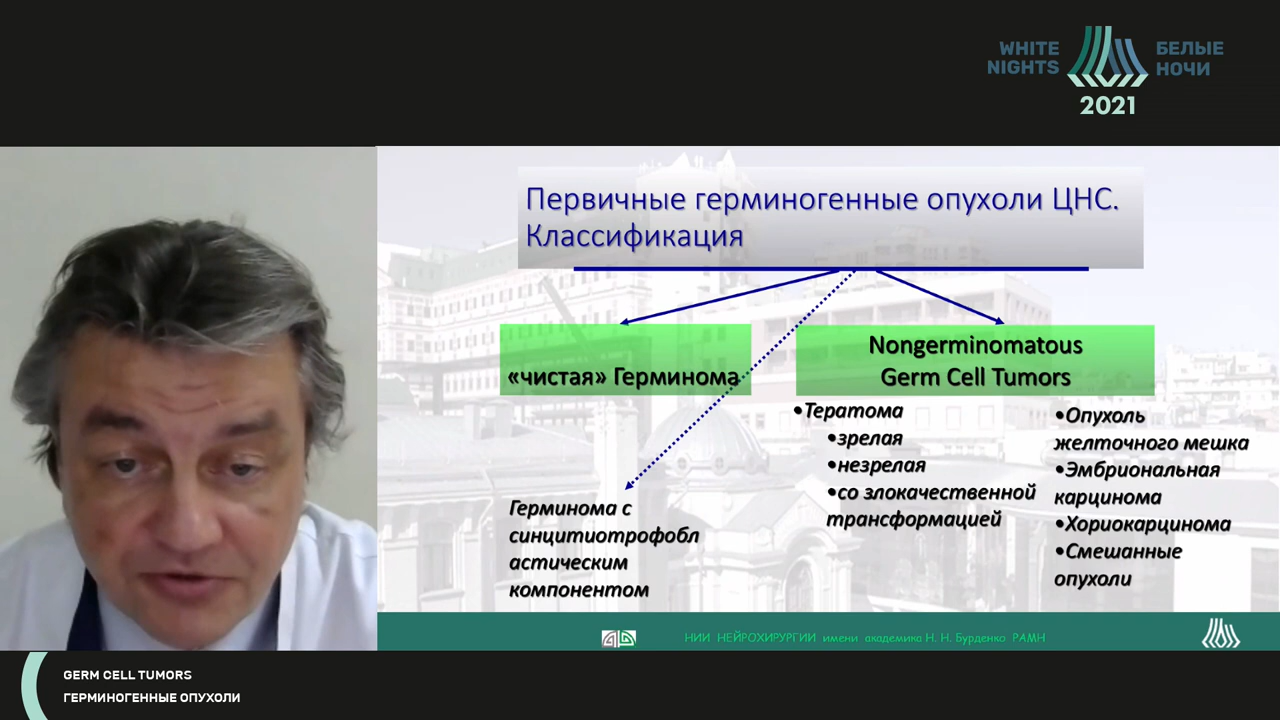 WHITE NIGHTS
БЕЛЫЕ НОЧИ
2021
Первичные герминогенные опухоли ЦНС.
Классификация
«чистая» Герминома
Nongerminomatous
Germ Cell Tumors
•Тератома
•зрелая
•незрелая
•со злокачественной
трансформацией
•Опухоль
желточного мешка
•Эмбриональная
карцинома
•Хориокарцинома
•Смешанные
опухоли
Герминома с
синцитиотрофобл
астическим
компонентом
НИИ НЕЙРОХИРУРГИИ имени академика Н. Н. Бурденко РАМН
GERM CELL TUMORS
ГЕРМИНОГЕННЫЕ ОПУХОЛИ